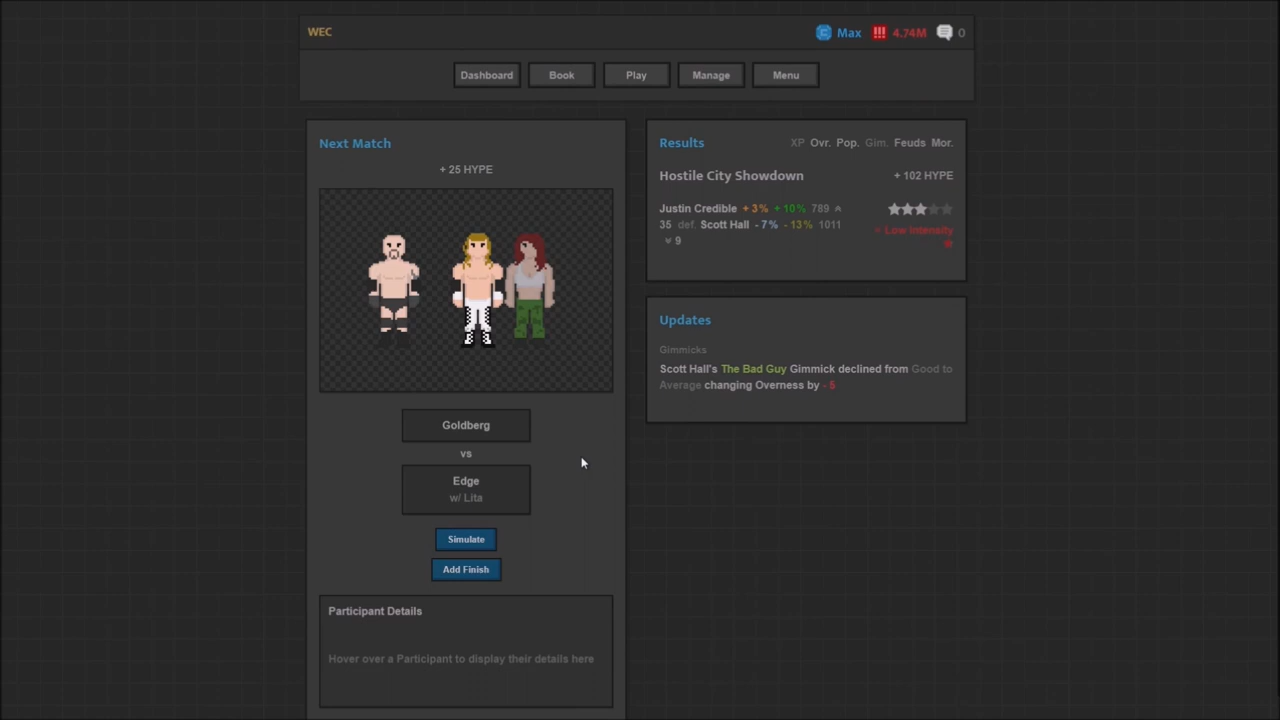 WEC
Max 4.74M 0
Dashboard Book Play Manage Menu
Next Match
+ 25 HYPE
Goldberg
vs
Edge
w/ Lita
Simulate
Add Finish
Participant Details
Hover over a Participant to display their details here
Results XP Ovr. Pop. Gim. Feuds Mor.
Hostile City Showdown + 102 HYPE
Justin Credible + 3% + 10% 789
35 def. Scott Hall - 7% - 13% 1011
9
Low Intensity
Updates
Gimmicks
Scott Hall's The Bad Guy Gimmick declined from Good to
Average changing Overness by - 5